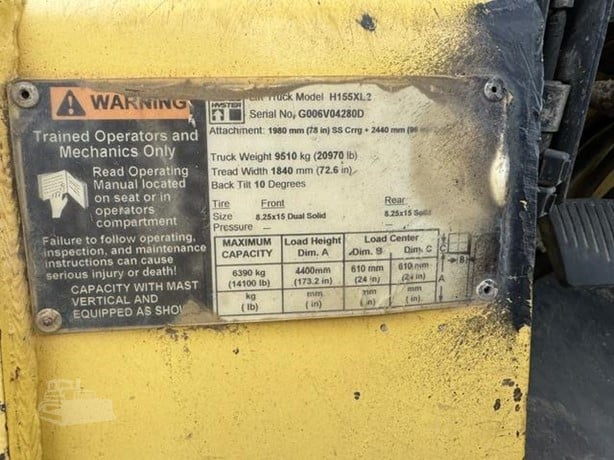 WARNING
Trained Operators and
Mechanics Only
Read Operating
Manual located
on seat or in
operators
compartment
Failure to follow operating,
inspection, and maintenance
instructions can cause
serious injury or death!
CAPACITY WITH MAST
VERTICAL AND
EQUIPPED AS SHO
HYSTER
Lift Truck Model H155XL2
Serial No. G006V04280D
Attachment: 1980 mm (78 in) SS Crrg + 2440 mm (96
Truck Weight 9510 kg (20970 lb)
Tread Width 1840 mm (72.6 in)
Back Tilt 10 Degrees
Tire Front Rear
Size 8.25x15 Dual Solid 8.25x15 Solid
Pressure — —
MAXIMUM CAPACITY Load Height Dim. A Load Center Dim. B Dim. C
6390 kg 4400mm 610 mm 610 mm
(14100 lb) (173.2 in) (24 in) (24 in)
kg mm mm mm
( lb) ( in) ( in) ( in)
C
B
A